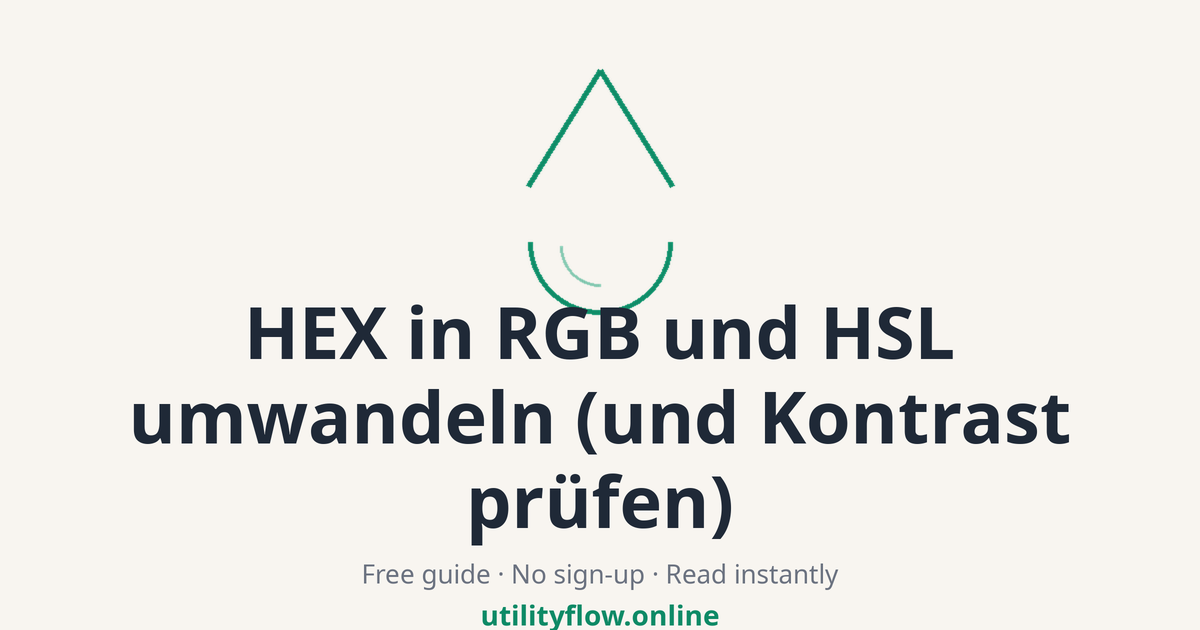 HEX in RGB und HSL
umwandeln (und Kontrast
prüfen)
Free guide · No sign-up · Read instantly
utilityflow.online